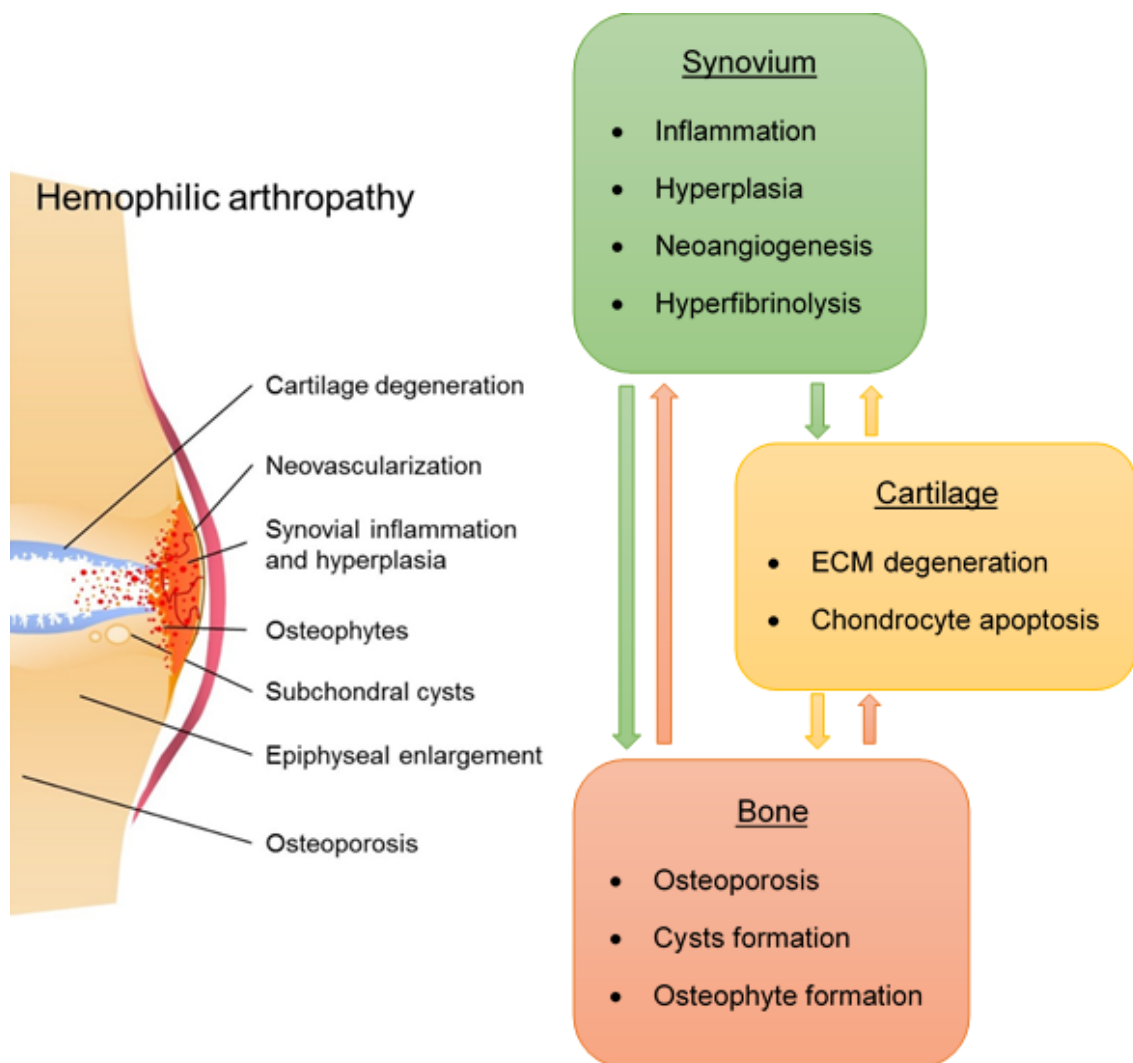 Hemophilic arthropathy
Cartilage degeneration
Neovascularization
Synovial inflammation
and hyperplasia
Osteophytes
Subchondral cysts
Epiphyseal enlargement
Osteoporosis
Synovium
• Inflammation
• Hyperplasia
• Neoangiogenesis
• Hyperfibrinolysis
Cartilage
• ECM degeneration
• Chondrocyte apoptosis
Bone
• Osteoporosis
• Cysts formation
• Osteophyte formation